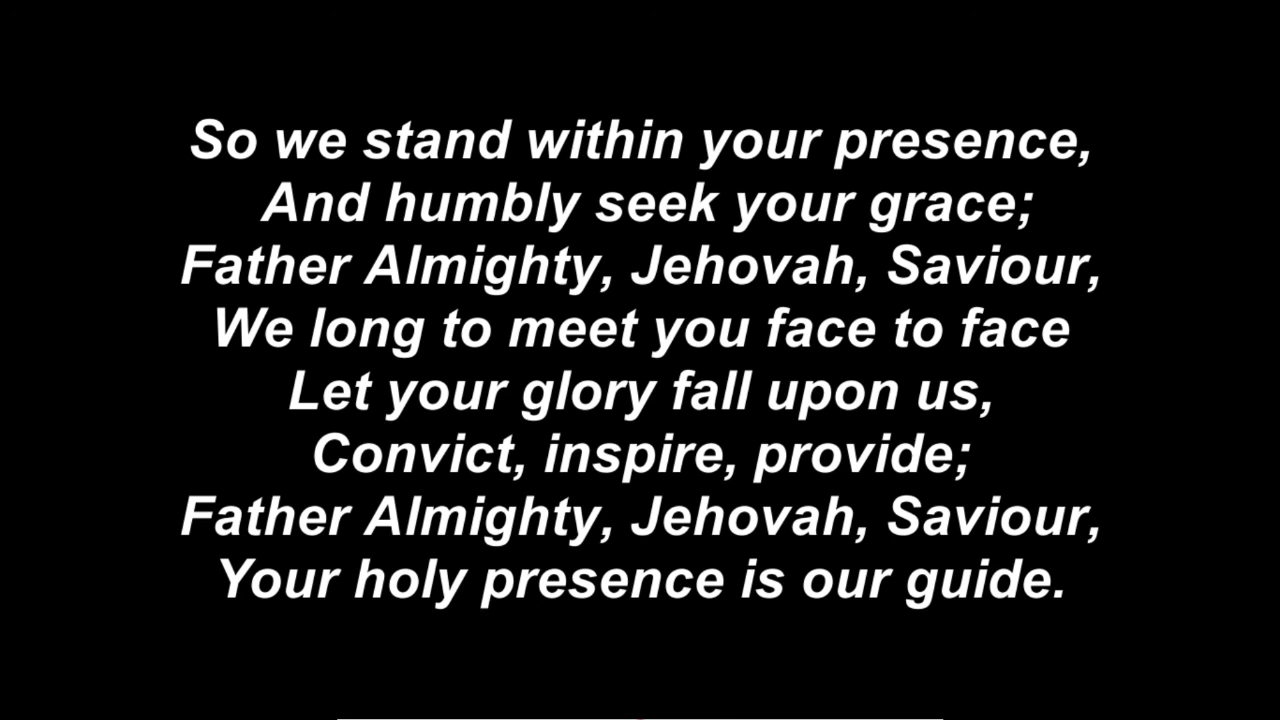 So we stand within your presence,
And humbly seek your grace;
Father Almighty, Jehovah, Saviour,
We long to meet you face to face
Let your glory fall upon us,
Convict, inspire, provide;
Father Almighty, Jehovah, Saviour,
Your holy presence is our guide.